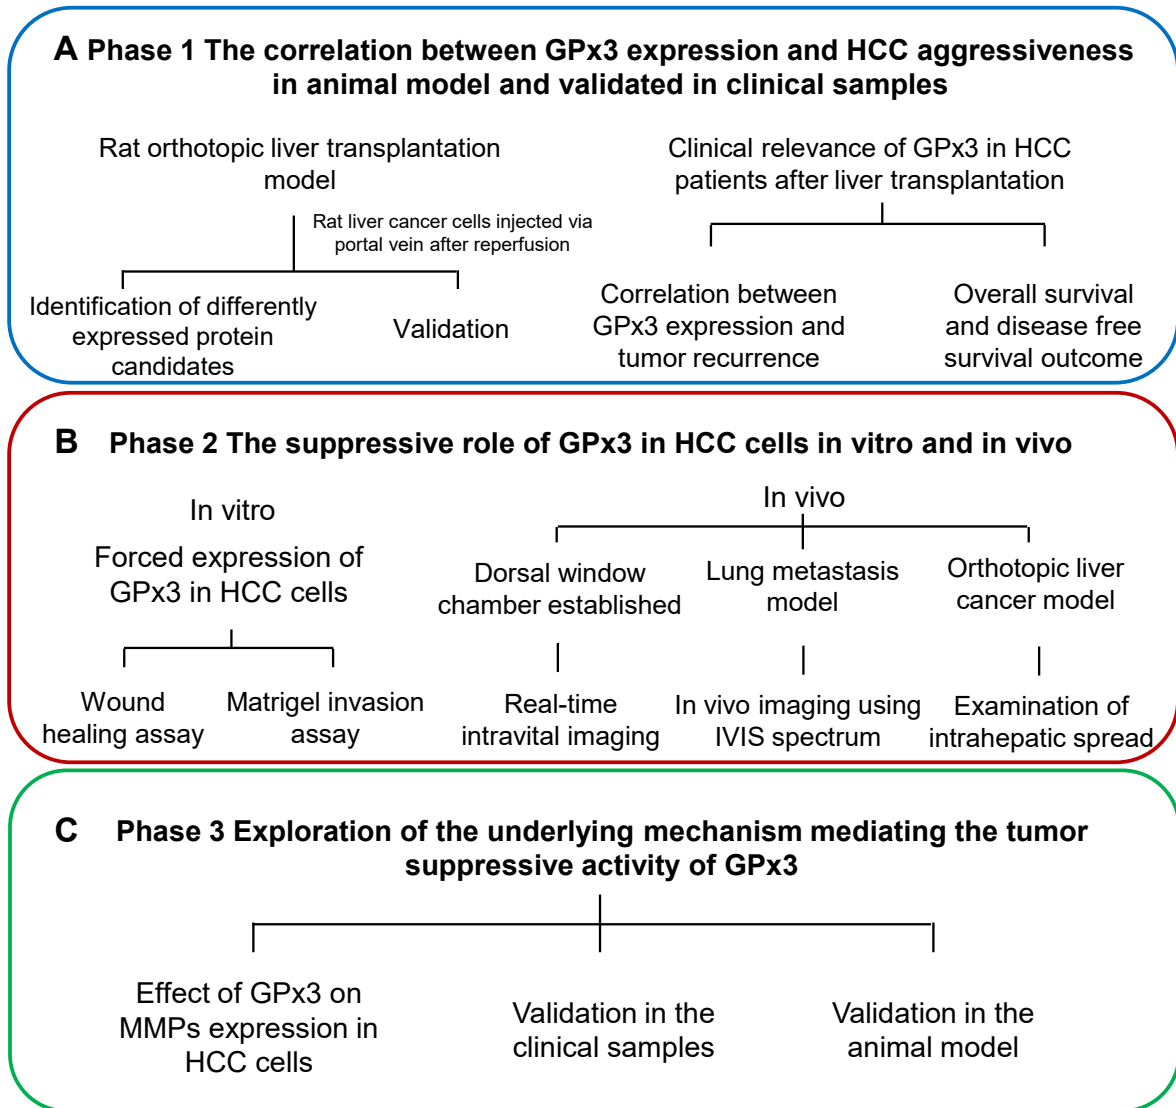 A Phase 1 The correlation between GPx3 expression and HCC aggressiveness
in animal model and validated in clinical samples
Rat orthotopic liver transplantation
model
Rat liver cancer cells injected via
portal vein after reperfusion
Identification of differently
expressed protein
candidates
Validation
Clinical relevance of GPx3 in HCC
patients after liver transplantation
Correlation between
GPx3 expression and
tumor recurrence
Overall survival
and disease free
survival outcome
B Phase 2 The suppressive role of GPx3 in HCC cells in vitro and in vivo
In vitro
Forced expression of
GPx3 in HCC cells
Wound
healing assay
Matrigel invasion
assay
In vivo
Dorsal window
chamber established
Real-time
intravital imaging
Lung metastasis
model
In vivo imaging using
IVIS spectrum
Orthotopic liver
cancer model
Examination of
intrahepatic spread
C Phase 3 Exploration of the underlying mechanism mediating the tumor
suppressive activity of GPx3
Effect of GPx3 on
MMPs expression in
HCC cells
Validation in the
clinical samples
Validation in the
animal model